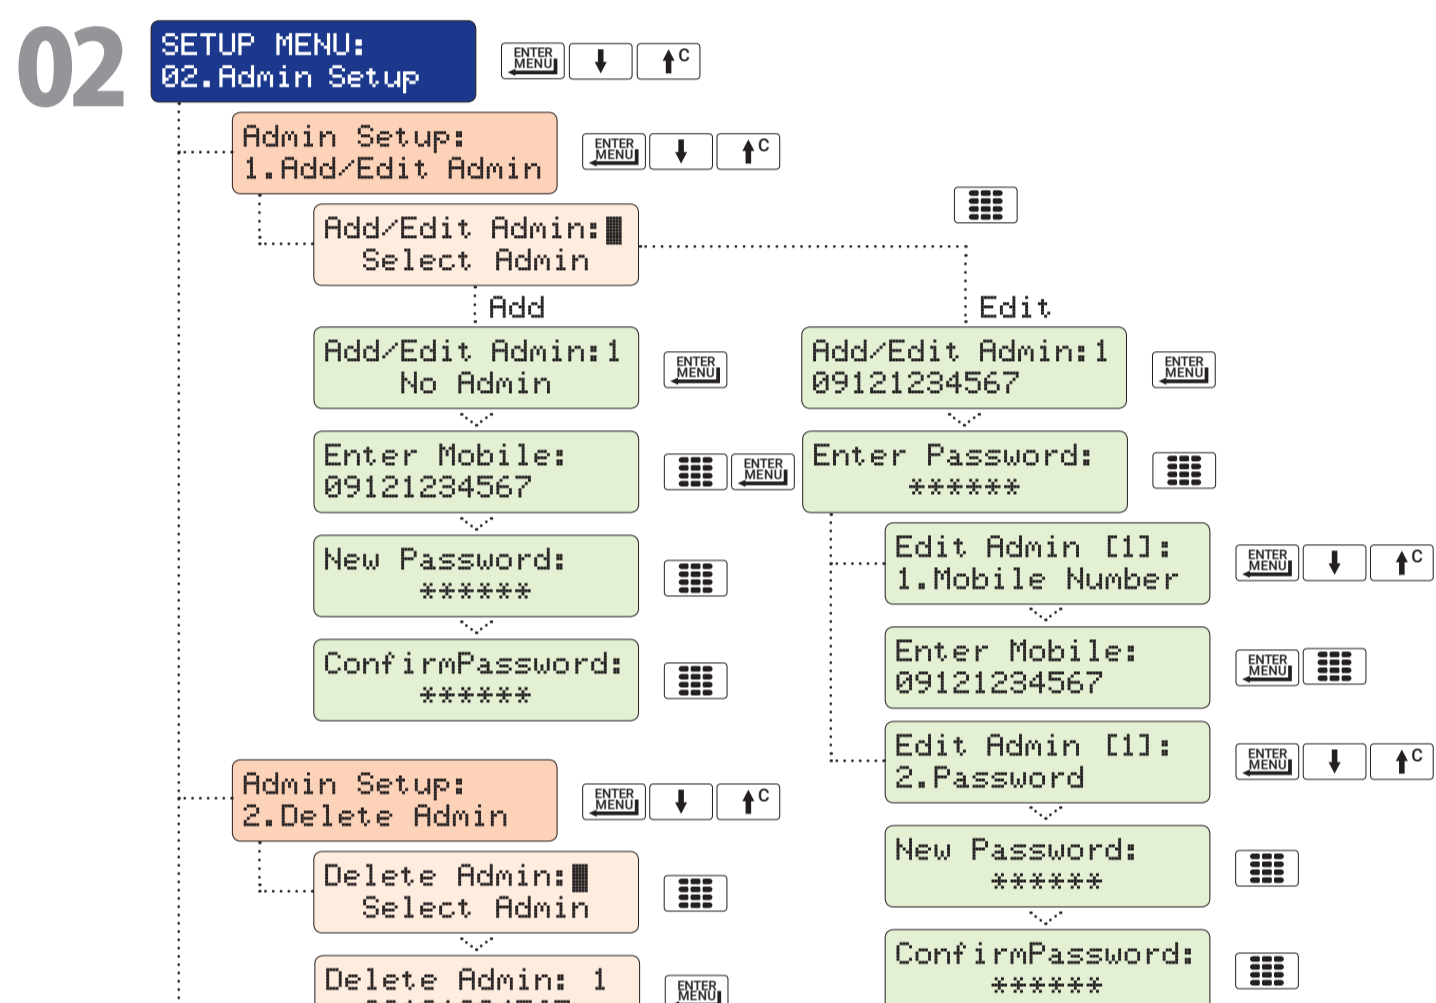 02
SETUP MENU:
02.Admin Setup
ENTER
MENU
C
Admin Setup:
1.Add/Edit Admin
ENTER
MENU
C
Add/Edit Admin:
Select Admin
Add
Add/Edit Admin:1
No Admin
ENTER
MENU
Enter Mobile:
09121234567
ENTER
MENU
New Password:
******
ConfirmPassword:
******
Edit
Add/Edit Admin:1
09121234567
ENTER
MENU
Enter Password:
******
Edit Admin [1]:
1.Mobile Number
ENTER
MENU
C
Enter Mobile:
09121234567
ENTER
MENU
Edit Admin [1]:
2.Password
ENTER
MENU
C
New Password:
******
ConfirmPassword:
******
Admin Setup:
2.Delete Admin
ENTER
MENU
C
Delete Admin:
Select Admin
Delete Admin: 1
ENTER
MENU